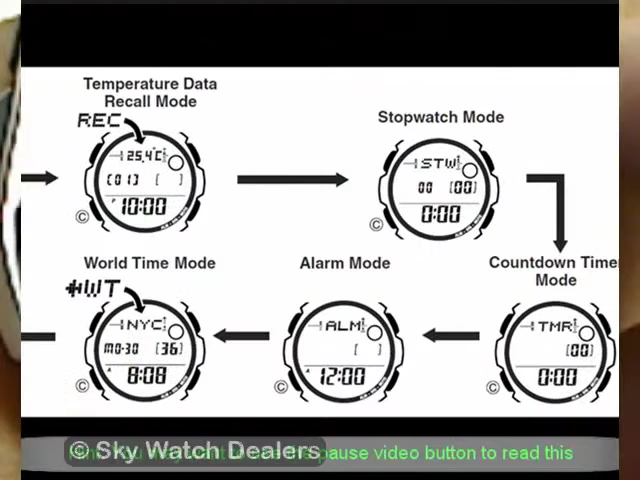 Temperature Data
Recall Mode
REC
25.4°C
[01] [ ]
P 10:00
©
Stopwatch Mode
STW
00 [00]
0:00
©
World Time Mode
WT
NYC
MO-30 [36]
A 8:08
©
Alarm Mode
ALM
[ ]
A 12:00
©
Countdown Timer
Mode
TMR
[00]
0:00
©
© Sky Watch Dealers
pause video button to read this